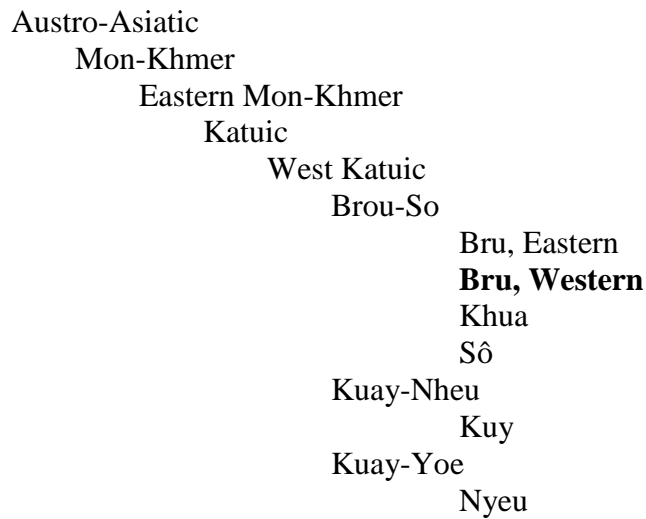 Austro-Asiatic
Mon-Khmer
Eastern Mon-Khmer
Katuic
West Katuic
Brou-So
Bru, Eastern
Bru, Western
Khua
Sô
Kuay-Nheu
Kuy
Kuay-Yoe
Nyeu